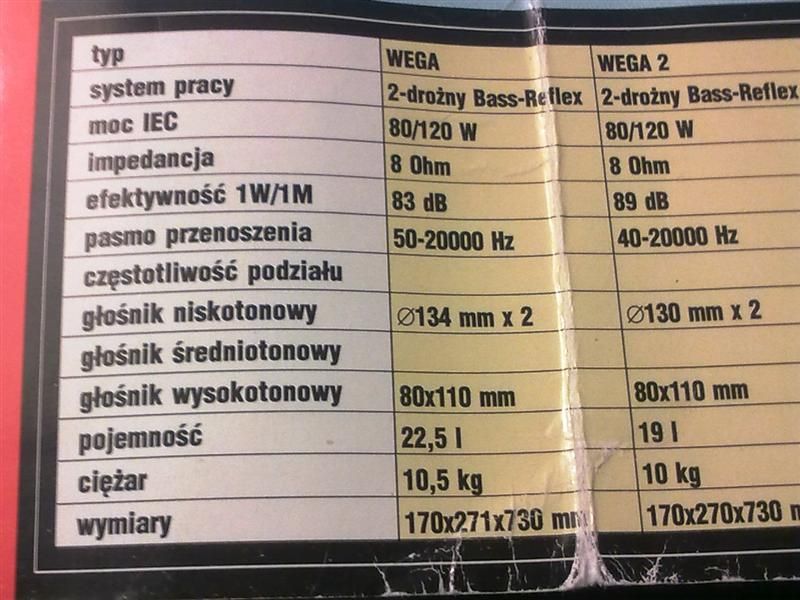 typ WEGA WEGA 2
system pracy 2-drożny Bass-Reflex 2-drożny Bass-Reflex
moc IEC 80/120 W 80/120 W
impedancja 8 Ohm 8 Ohm
efektywność 1W/1M 83 dB 89 dB
pasmo przenoszenia 50-20000 Hz 40-20000 Hz
częstotliwość podziału
głośnik niskotonowy Ø134 mm x 2 Ø130 mm x 2
głośnik średniotonowy
głośnik wysokotonowy 80x110 mm 80x110 mm
pojemność 22,5 l 19 l
ciężar 10,5 kg 10 kg
wymiary 170x271x730 mm 170x270x730